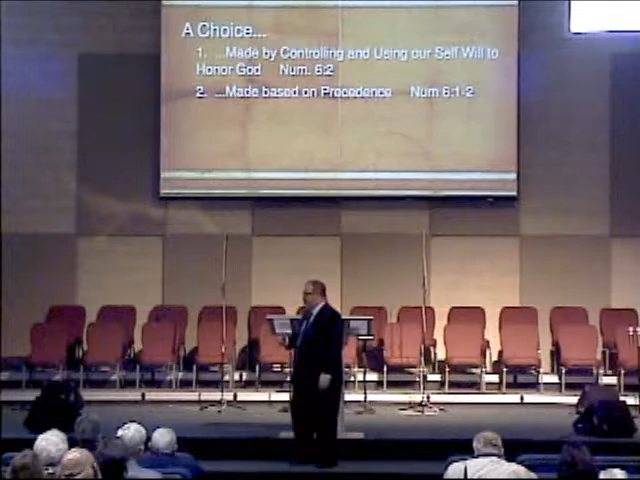 A Choice...
1. ...Made by Controlling and Using our Self Will to
Honor God Num. 6:2
2. ...Made based on Precedence Num 6:1-2